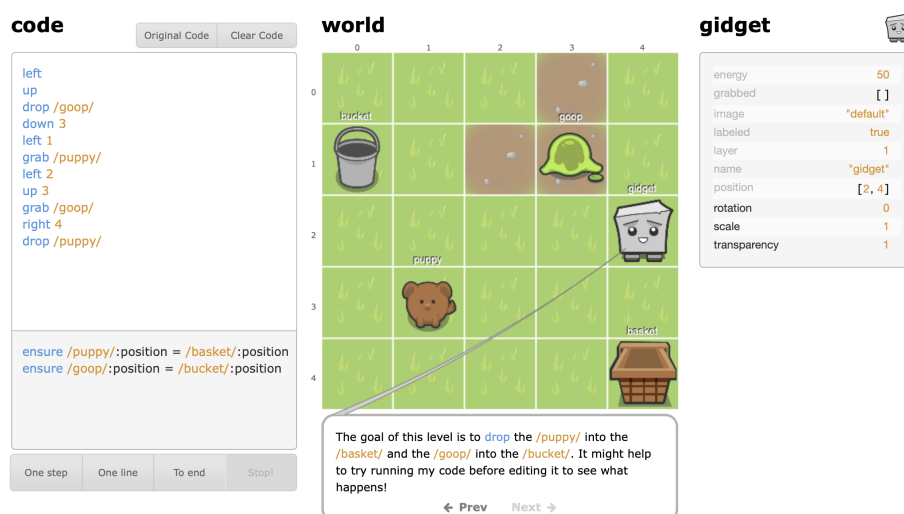 code
Original Code
Clear Code
left
up
drop /goop/
down 3
left 1
grab /puppy/
left 2
up 3
grab /goop/
right 4
drop /puppy/
ensure /puppy/:position = /basket/:position
ensure /goop/:position = /bucket/:position
One step
One line
To end
Stop!
world
0 1 2 3 4
0
bucket
goop
1
gidget
2
puppy
3
basket
4
The goal of this level is to drop the /puppy/ into the
/basket/ and the /goop/ into the /bucket/. It might help
to try running my code before editing it to see what
happens!
← Prev
Next →
gidget
energy 50
grabbed [ ]
image "default"
labeled true
layer 1
name "gidget"
position [2, 4]
rotation 0
scale 1
transparency 1